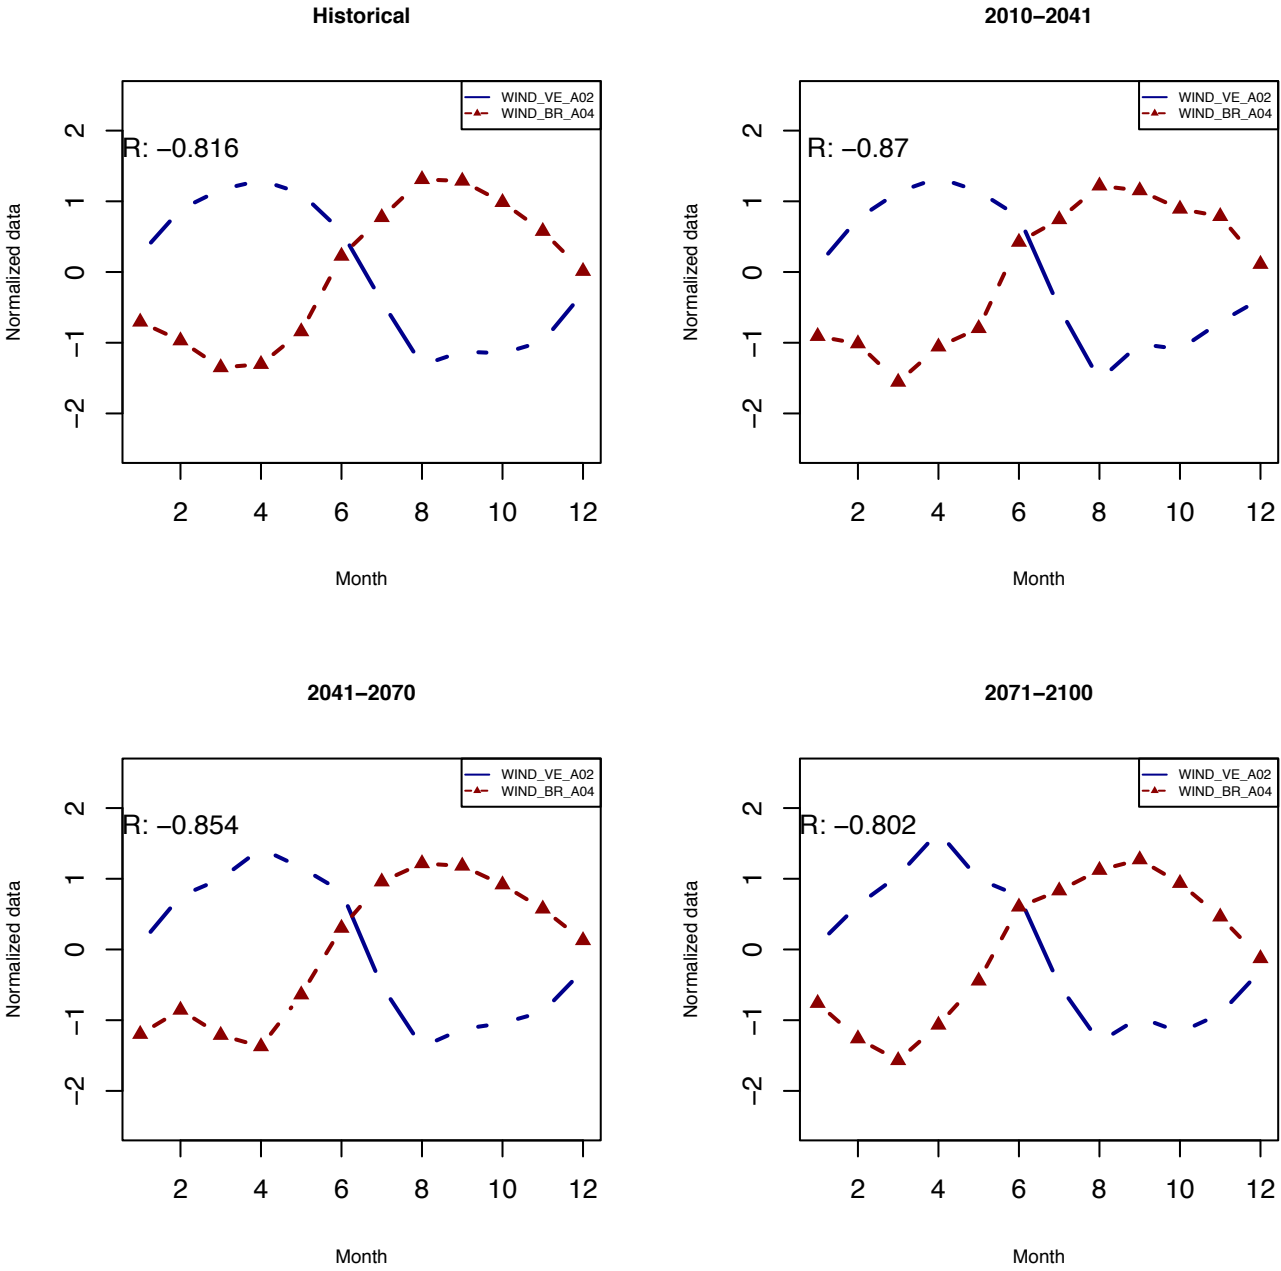 Historical
WIND_VE_A02
WIND_BR_A04
R: −0.816
2
1
0
−1
−2
Normalized data
2 4 6 8 10 12
Month
2010−2041
WIND_VE_A02
WIND_BR_A04
R: −0.87
2
1
0
−1
−2
Normalized data
2 4 6 8 10 12
Month
2041−2070
WIND_VE_A02
WIND_BR_A04
R: −0.854
2
1
0
−1
−2
Normalized data
2 4 6 8 10 12
Month
2071−2100
WIND_VE_A02
WIND_BR_A04
R: −0.802
2
1
0
−1
−2
Normalized data
2 4 6 8 10 12
Month